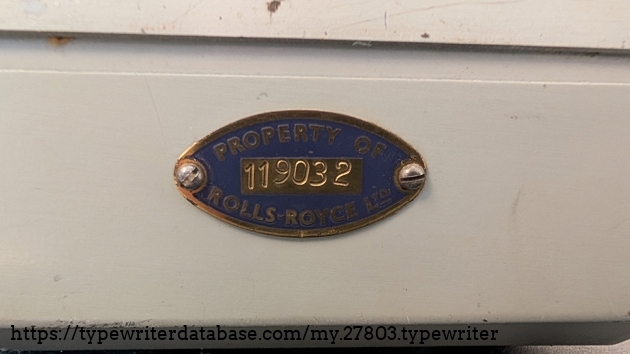 PROPERTY OF
119032
ROLLS-ROYCE LTD.
https://typewriterdatabase.com/my.27803.typewriter